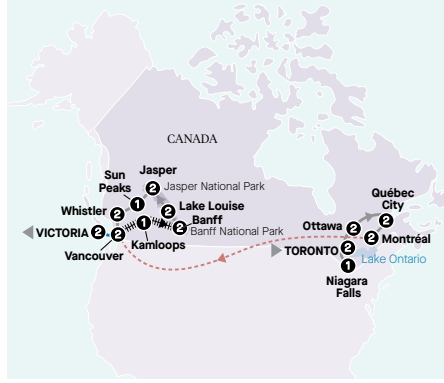 CANADA
Jasper
2
Jasper National Park
Sun
Peaks
1
Lake Louise
2
Whistler
2
Banff
2
Banff National Park
1
Kamloops
VICTORIA
2
2
Vancouver
Québec
City
2
Ottawa
2
2
Montréal
TORONTO
2
Lake Ontario
1
Niagara
Falls